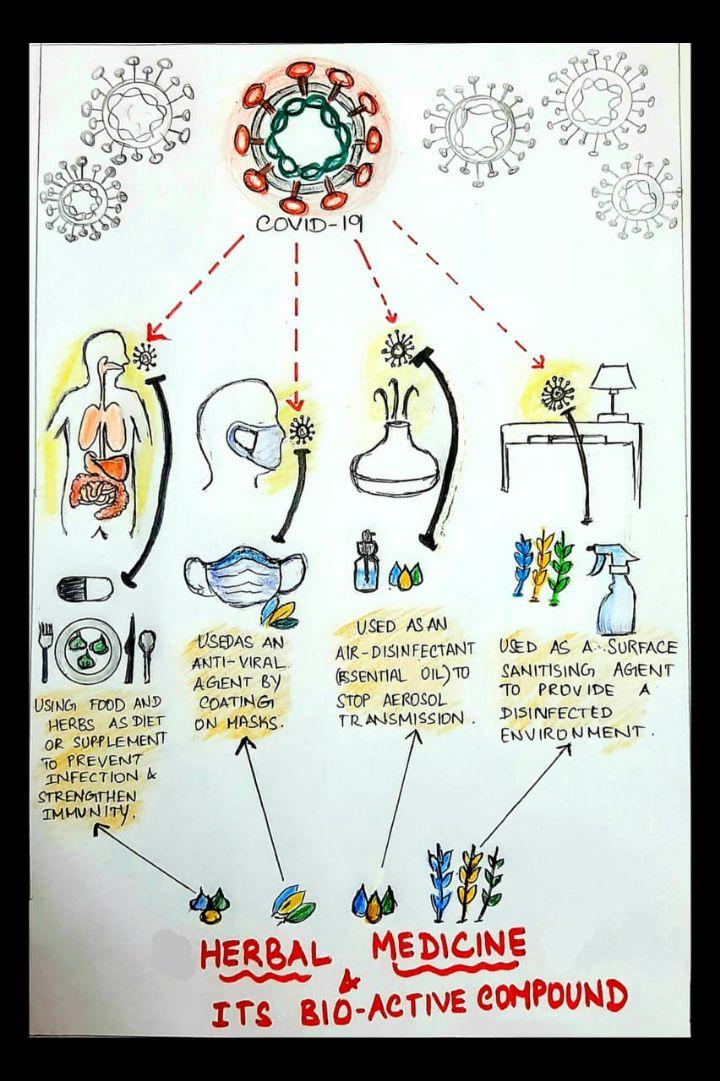 COVID-19
USING FOOD AND
HERBS AS DIET
OR SUPPLEMENT
TO PREVENT
INFECTION &
STRENGTHEN
IMMUNITY.
USED AS AN
ANTI-VIRAL
AGENT BY
COATING
ON MASKS.
USED AS AN
AIR-DISINFECTANT
(ESSENTIAL OIL) TO
STOP AEROSOL
TRANSMISSION.
USED AS A SURFACE
SANITISING AGENT
TO PROVIDE A
DISINFECTED
ENVIRONMENT.
HERBAL MEDICINE
&
ITS BIO-ACTIVE COMPOUND